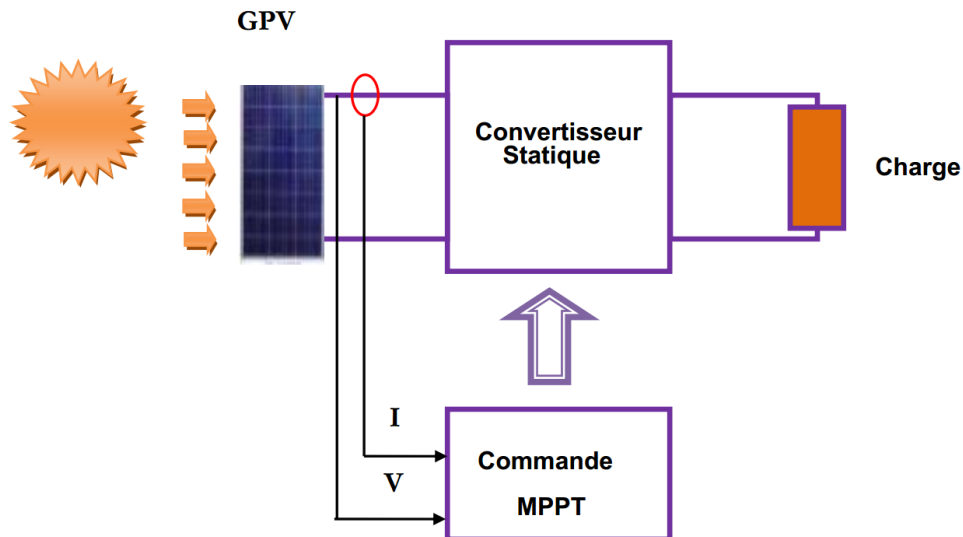 GPV
Convertisseur
Statique
Charge
I
V
Commande
MPPT